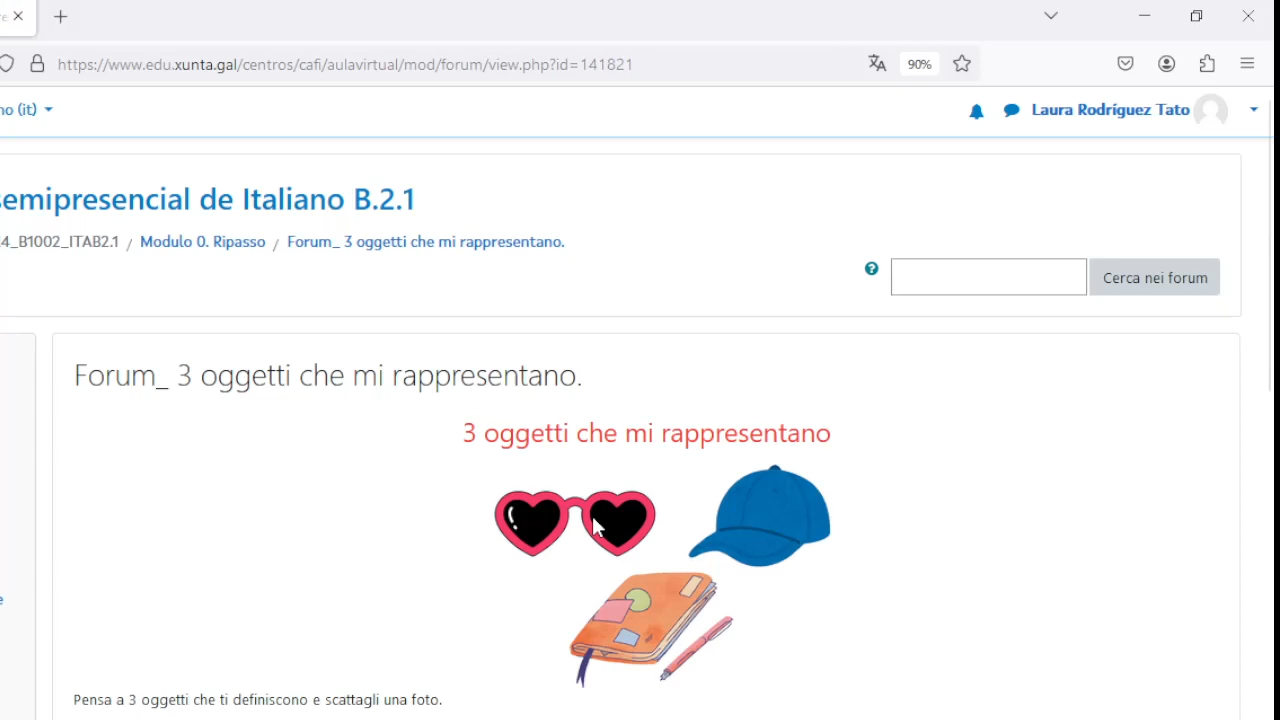 https://www.edu.xunta.gal/centros/cafi/aulavirtual/mod/forum/view.php?id=141821
90%
no (it)
Laura Rodríguez Tato
semipresencial de Italiano B.2.1
4_B1002_ITAB2.1 / Modulo 0. Ripasso / Forum_ 3 oggetti che mi rappresentano.
Cerca nei forum
Forum_ 3 oggetti che mi rappresentano.
3 oggetti che mi rappresentano
Pensa a 3 oggetti che ti definiscono e scattagli una foto.